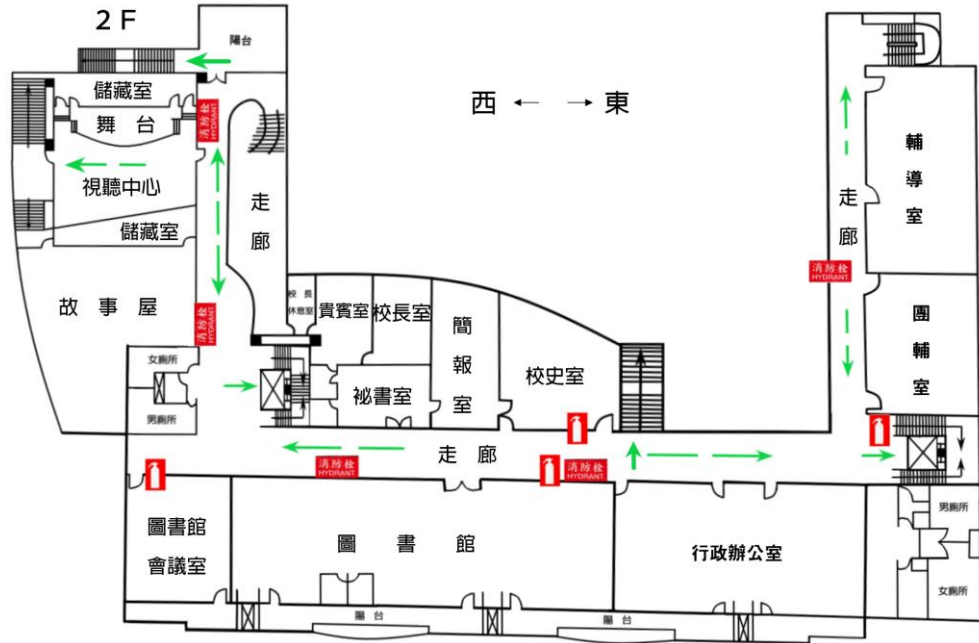 2F
陽台
儲藏室
舞台
消防栓
HYDRANT
西
東
視聽中心
走廊
輔導室
走廊
儲藏室
消防栓
HYDRANT
故事屋
消防栓
HYDRANT
校長
休息室
貴賓室
校長室
簡報室
校史室
團輔室
女廁所
祕書室
男廁所
走廊
消防栓
HYDRANT
消防栓
HYDRANT
圖書館
會議室
圖書館
行政辦公室
男廁所
女廁所
陽台
陽台